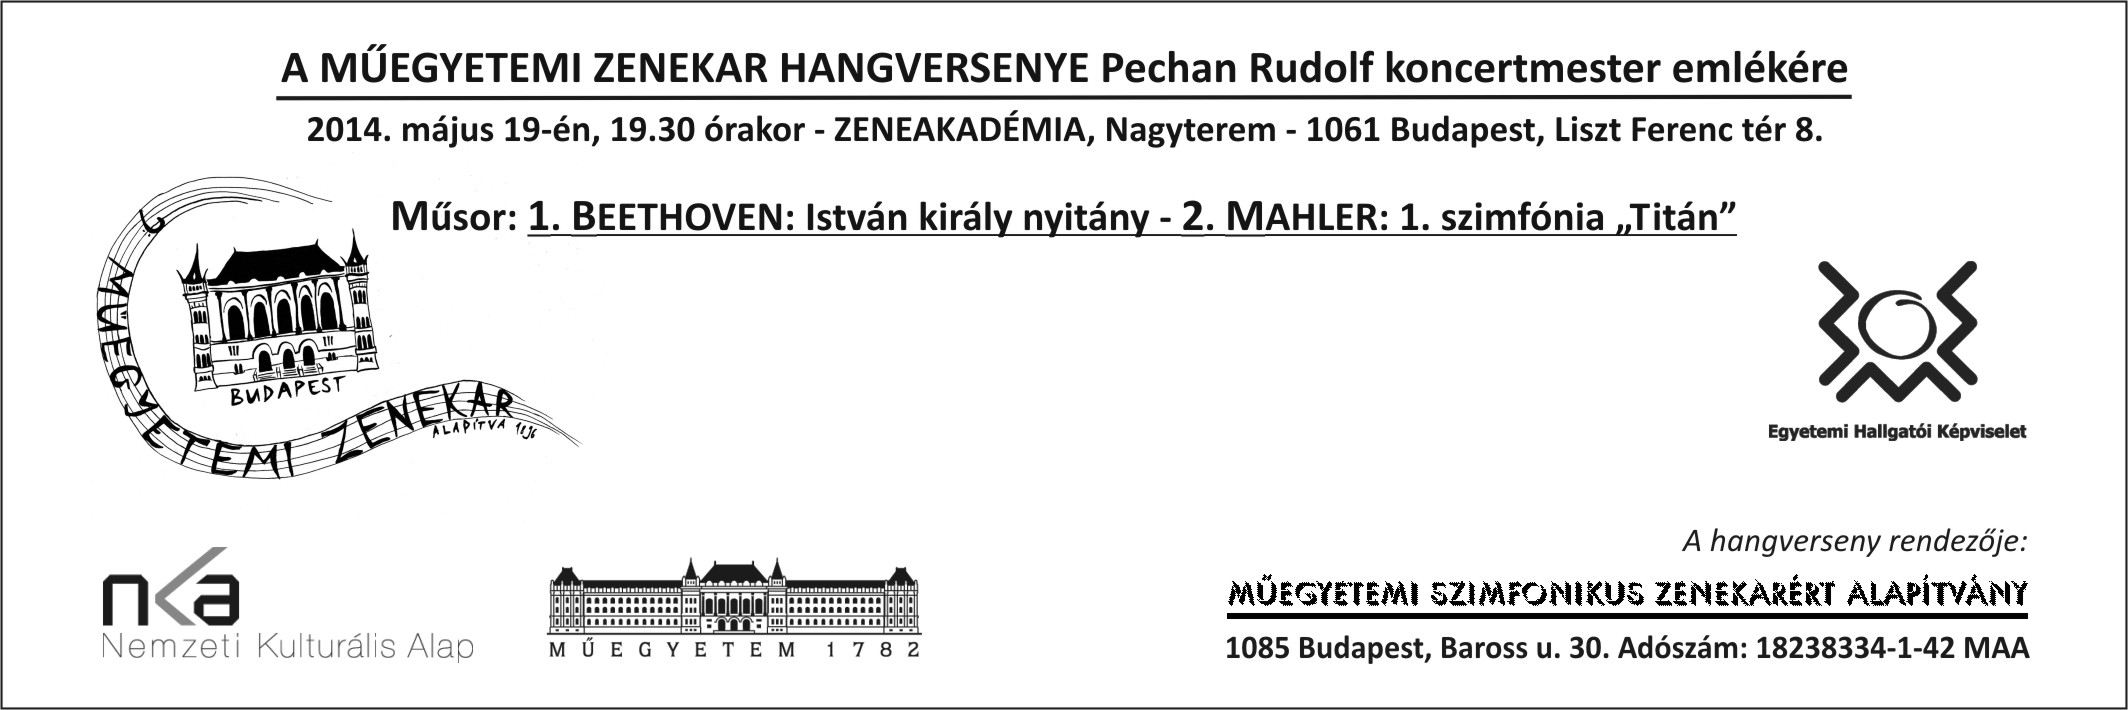 A MŰEGYETEMI ZENEKAR HANGVERSENYE Pechan Rudolf koncertmester emlékére
2014. május 19-én, 19.30 órakor - ZENEAKADÉMIA, Nagyterem - 1061 Budapest, Liszt Ferenc tér 8.
Műsor: 1. BEETHOVEN: István király nyitány - 2. MAHLER: 1. szimfónia „Titán”
BUDAPEST
MŰEGYETEMI ZENEKAR
ALAPÍTVA 1896
Egyetemi Hallgatói Képviselet
nka
Nemzeti Kulturális Alap
MŰEGYETEM 1782
A hangverseny rendezője:
MŰEGYETEMI SZIMFONIKUS ZENEKARÉRT ALAPÍTVÁNY
1085 Budapest, Baross u. 30. Adószám: 18238334-1-42 MAA